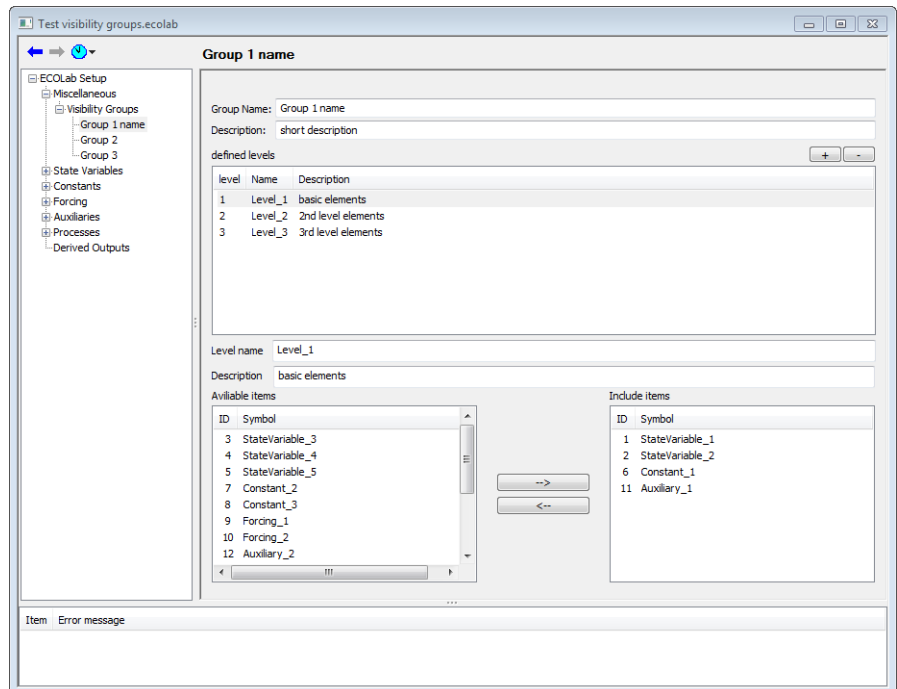 Test visibility groups.ecolab
Group 1 name
ECOLab Setup
Miscellaneous
Visibility Groups
Group 1 name
Group 2
Group 3
State Variables
Constants
Forcing
Auxiliaries
Processes
Derived Outputs
Group Name: Group 1 name
Description: short description
defined levels + -
level Name Description
1 Level_1 basic elements
2 Level_2 2nd level elements
3 Level_3 3rd level elements
Level name Level_1
Description basic elements
Aviliable items
ID Symbol
3 StateVariable_3
4 StateVariable_4
5 StateVariable_5
7 Constant_2
8 Constant_3
9 Forcing_1
10 Forcing_2
12 Auxiliary_2
-->
<--
Include items
ID Symbol
1 StateVariable_1
2 StateVariable_2
6 Constant_1
11 Auxiliary_1
Item Error message